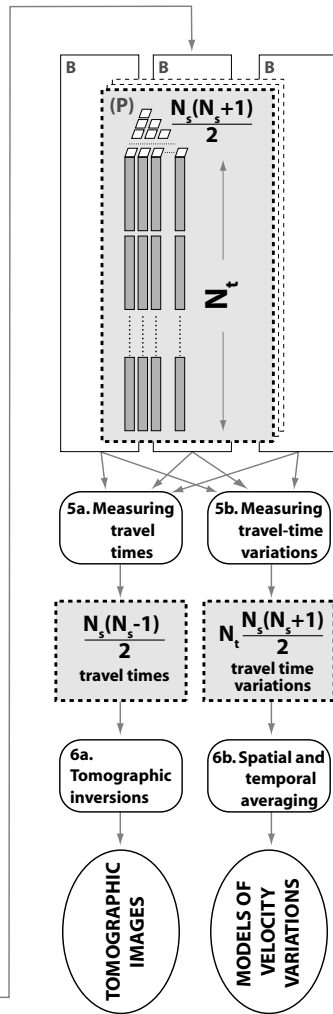 B
B
B
(P)
N_s(N_s+1)
2
N_t
5a. Measuring
travel
times
5b. Measuring
travel-time
variations
N_s(N_s-1)
2
travel times
N_t N_s(N_s+1)
2
travel time
variations
6a.
Tomographic
inversions
6b. Spatial and
temporal
averaging
TOMOGRAPHIC
IMAGES
MODELS OF
VELOCITY
VARIATIONS